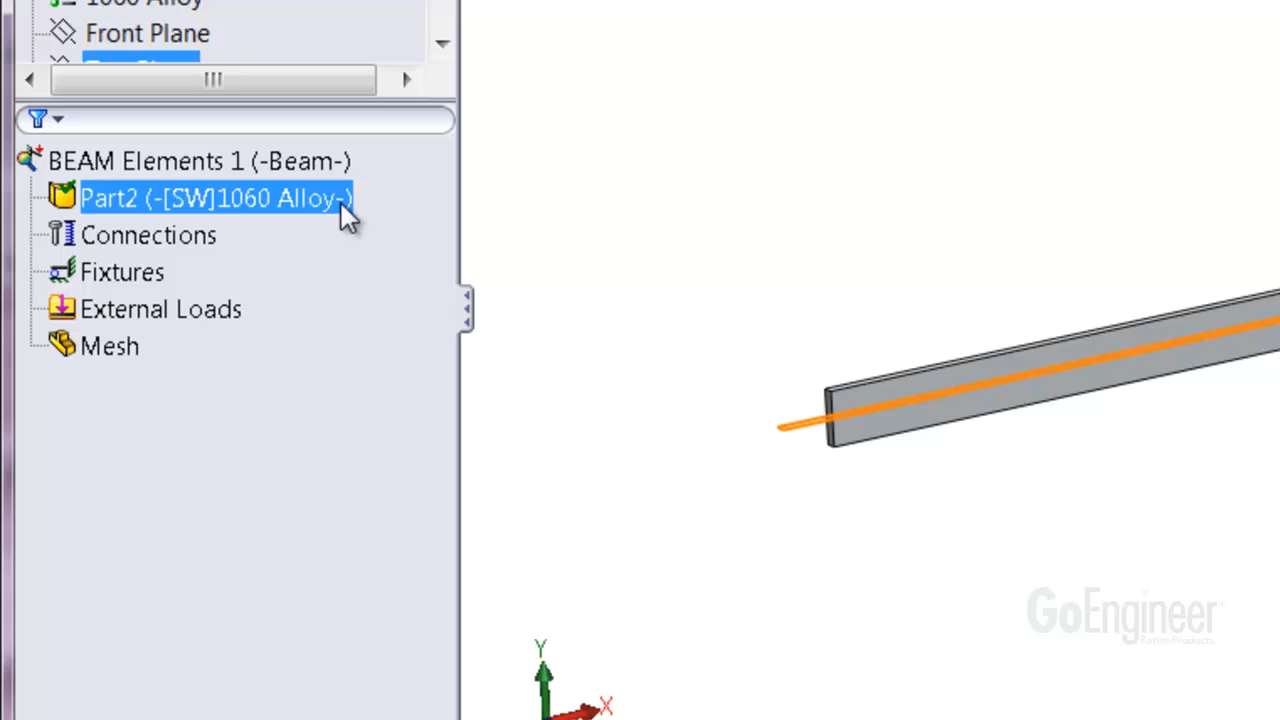 1060 Alloy
Front Plane
BEAM Elements 1 (-Beam-)
Part2 (-[SW]1060 Alloy-)
Connections
Fixtures
External Loads
Mesh
GoEngineer
Y
X